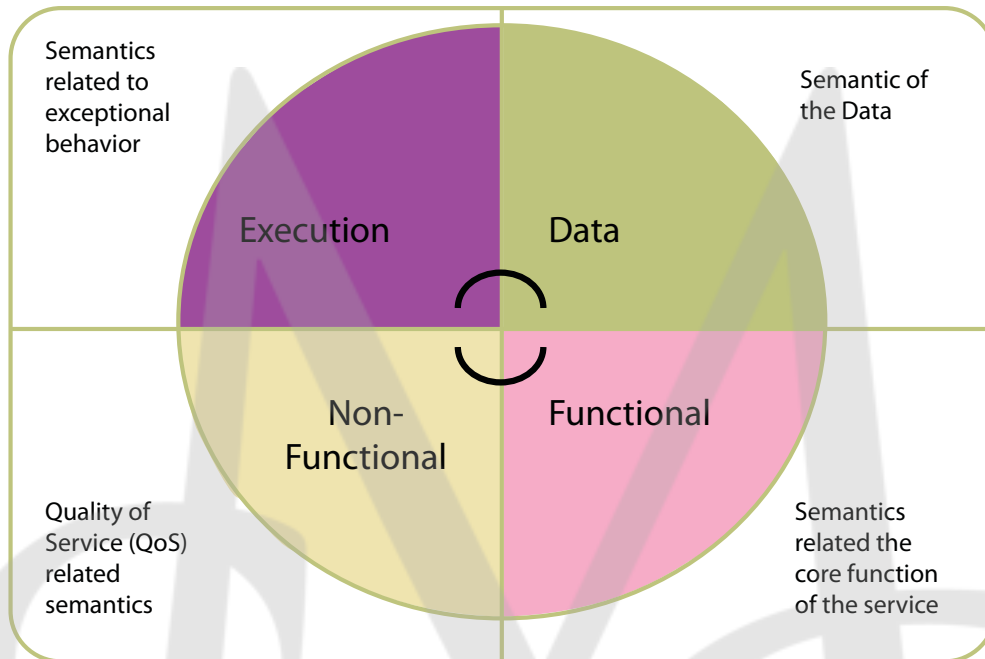 Semantics
related to
exceptional
behavior
Semantic of
the Data
Execution
Data
Non-
Functional
Functional
Quality of
Service (QoS)
related
semantics
Semantics
related the
core function
of the service